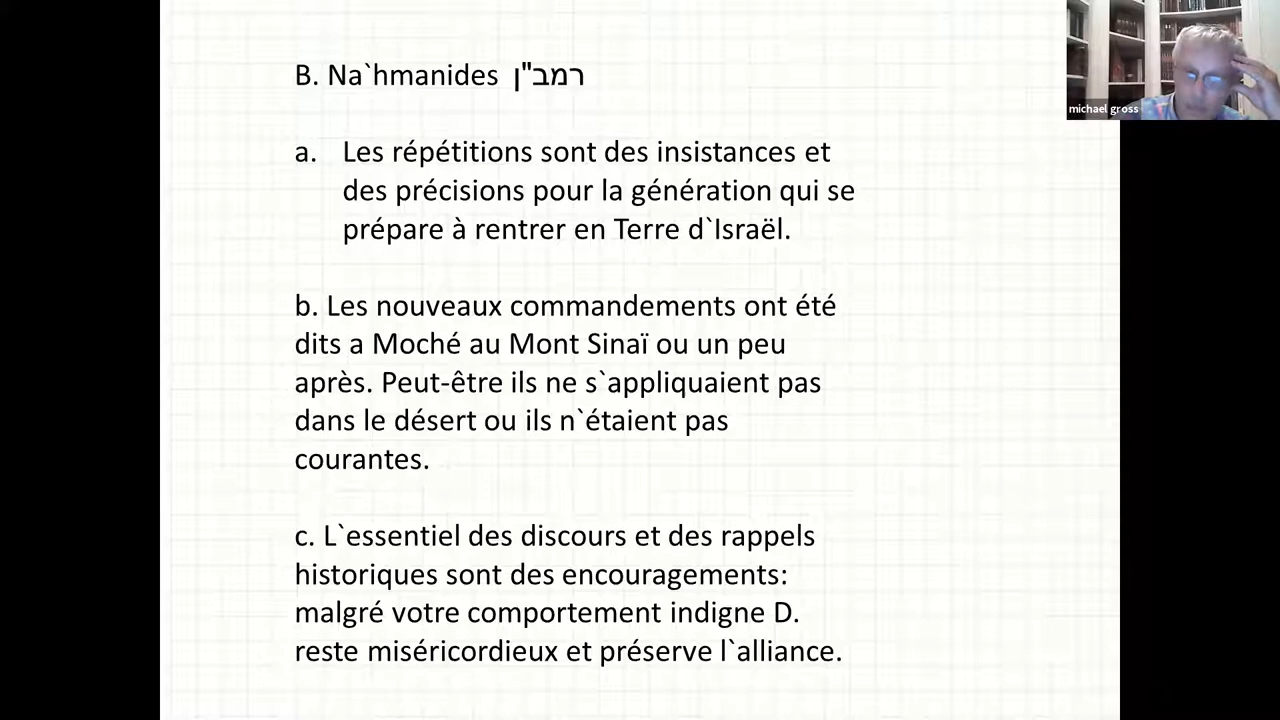 B. Na`hmanides רמב"ן
michael gross
a. Les répétitions sont des insistances et
des précisions pour la génération qui se
prépare à rentrer en Terre d`Israël.
b. Les nouveaux commandements ont été
dits a Moché au Mont Sinaï ou un peu
après. Peut-être ils ne s`appliquaient pas
dans le désert ou ils n`étaient pas
courantes.
c. L`essentiel des discours et des rappels
historiques sont des encouragements:
malgré votre comportement indigne D.
reste miséricordieux et préserve l`alliance.